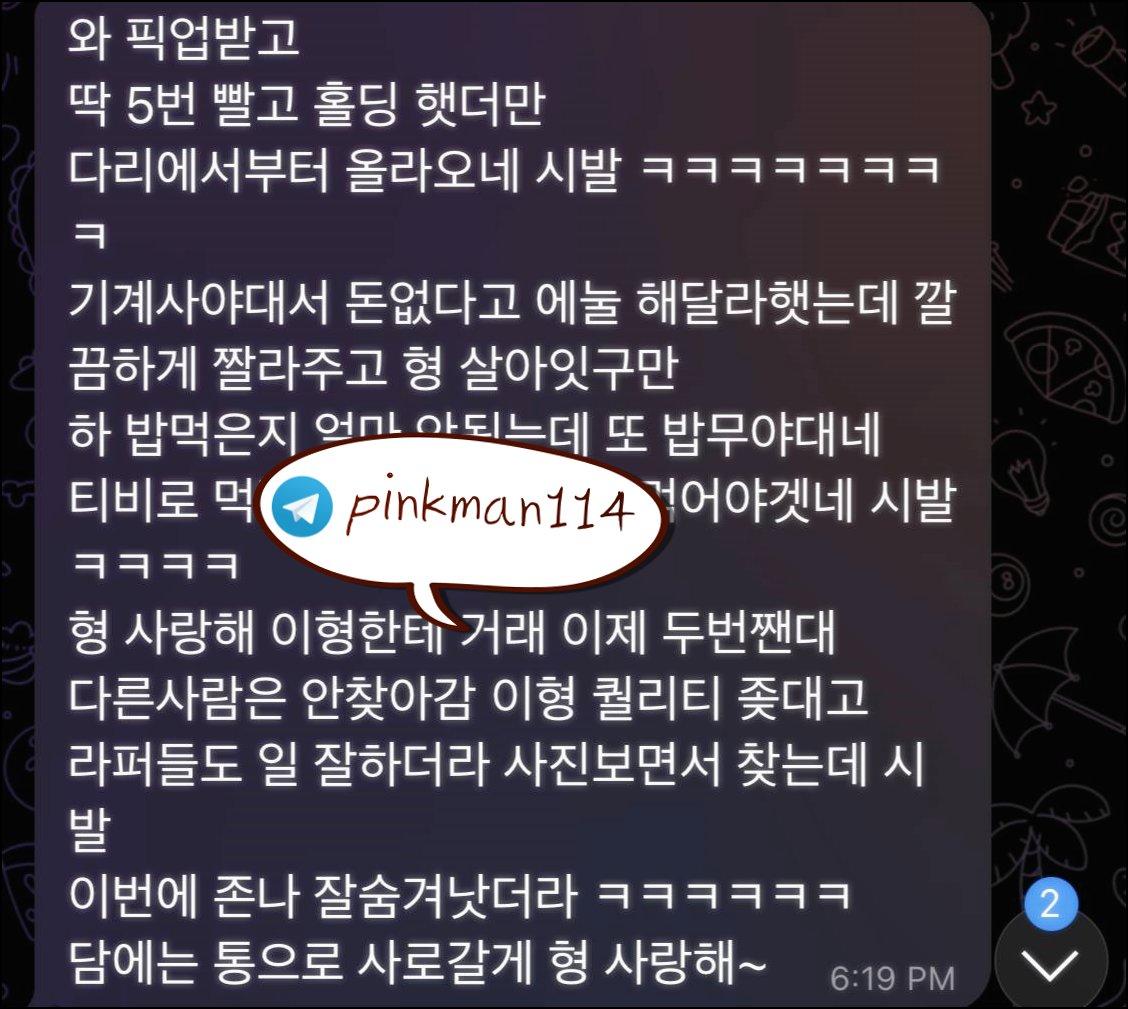 와 픽업받고
딱 5번 빨고 홀딩 햇더만
다리에서부터 올라오네 시발 ㅋㅋㅋㅋㅋㅋㅋ
ㅋ
기계사야대서 돈없다고 에눌 해달라햇는데 깔
끔하게 짤라주고 형 살아잇구만
하 밥먹은지 얼마 안됬는데 또 밥무야대네
티비로 먹 먹어야겟네 시발
pinkman114
ㅋㅋㅋㅋ
형 사랑해 이형한테 거래 이제 두번짼대
다른사람은 안찾아감 이형 퀄리티 좆대고
라퍼들도 일 잘하더라 사진보면서 찾는데 시
발
이번에 존나 잘숨겨낫더라 ㅋㅋㅋㅋㅋㅋ
담에는 통으로 사로갈게 형 사랑해~
6:19 PM
2